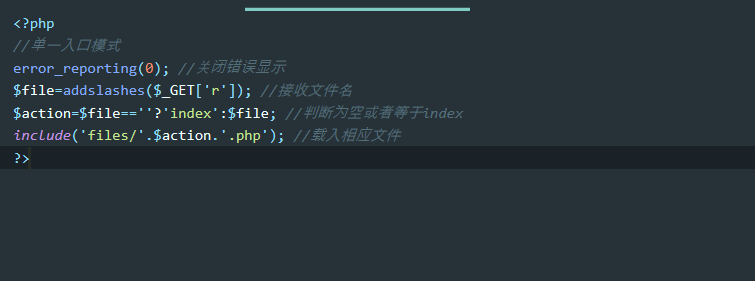 <?php
//单一入口模式
error_reporting(0); //关闭错误显示
$file=addslashes($_GET['r']); //接收文件名
$action=$file==''?'index':$file; //判断为空或者等于index
include('files/'.$action.'.php'); //载入相应文件
?>